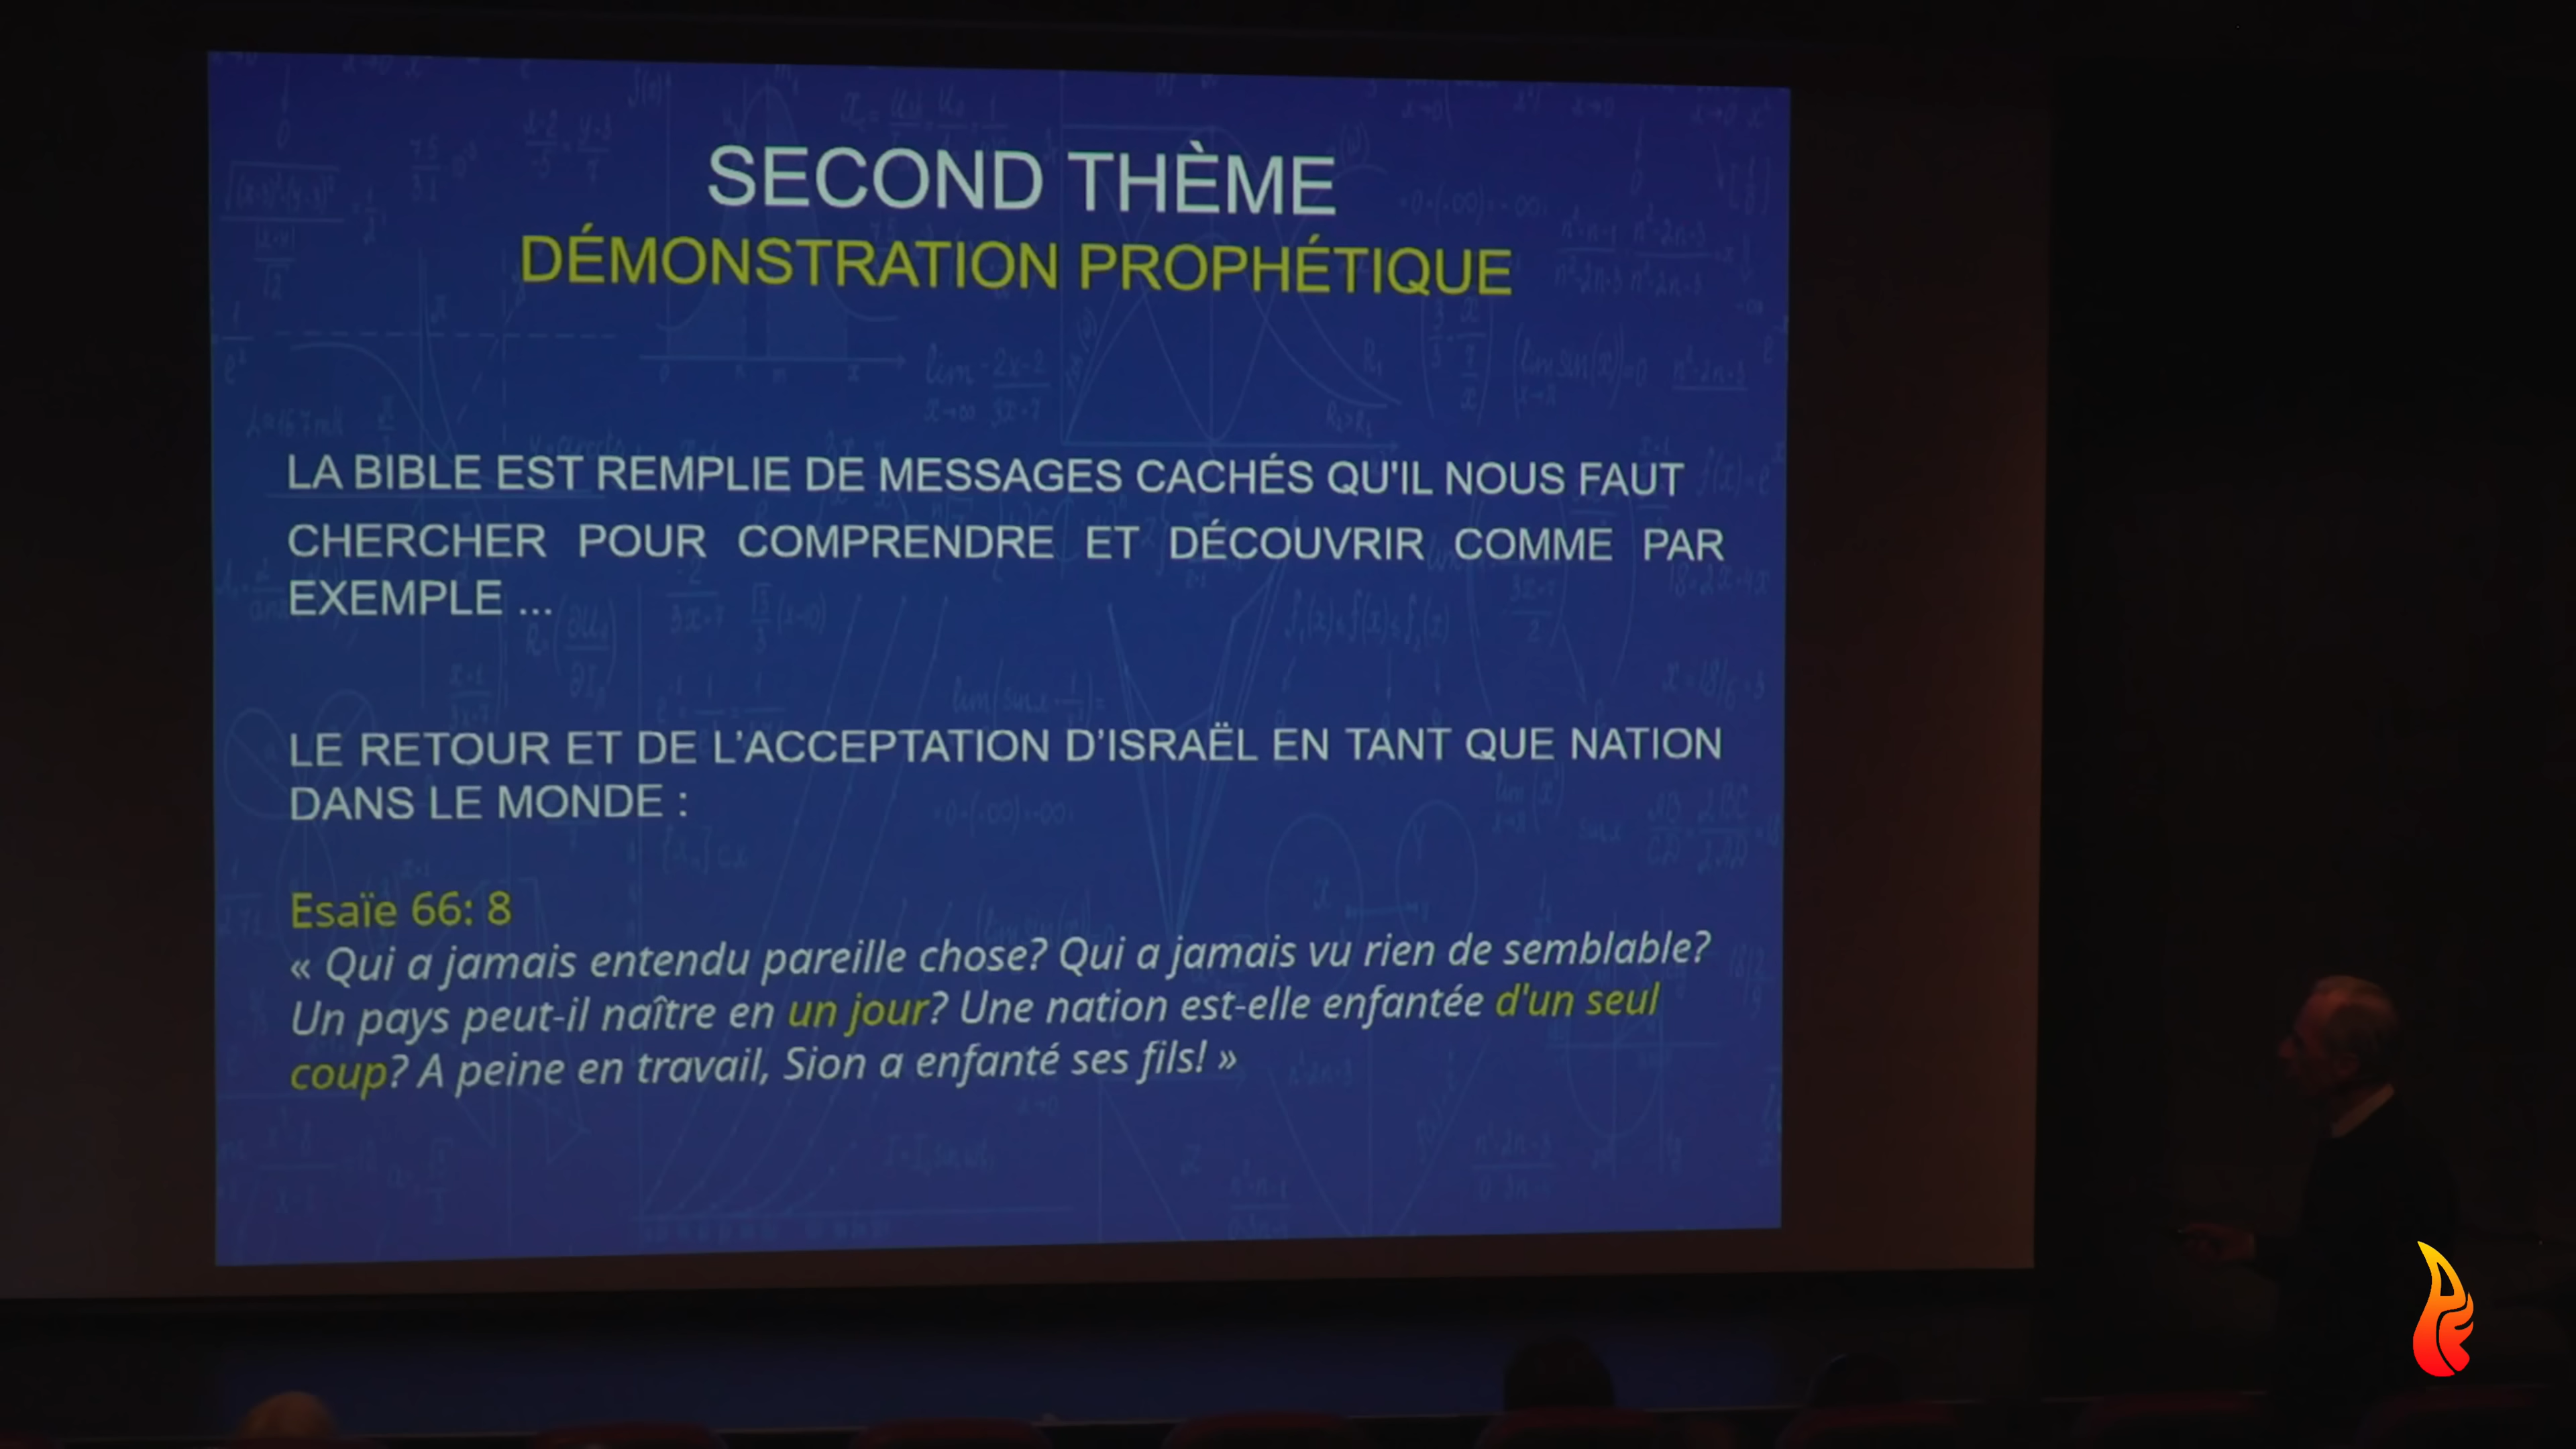 SECOND THÈME
DÉMONSTRATION PROPHÉTIQUE
LA BIBLE EST REMPLIE DE MESSAGES CACHÉS QU'IL NOUS FAUT
CHERCHER POUR COMPRENDRE ET DÉCOUVRIR COMME PAR
EXEMPLE ...
LE RETOUR ET DE L'ACCEPTATION D'ISRAËL EN TANT QUE NATION
DANS LE MONDE :
Esaïe 66: 8
« Qui a jamais entendu pareille chose? Qui a jamais vu rien de semblable?
Un pays peut-il naître en un jour? Une nation est-elle enfantée d'un seul
coup? A peine en travail, Sion a enfanté ses fils! »